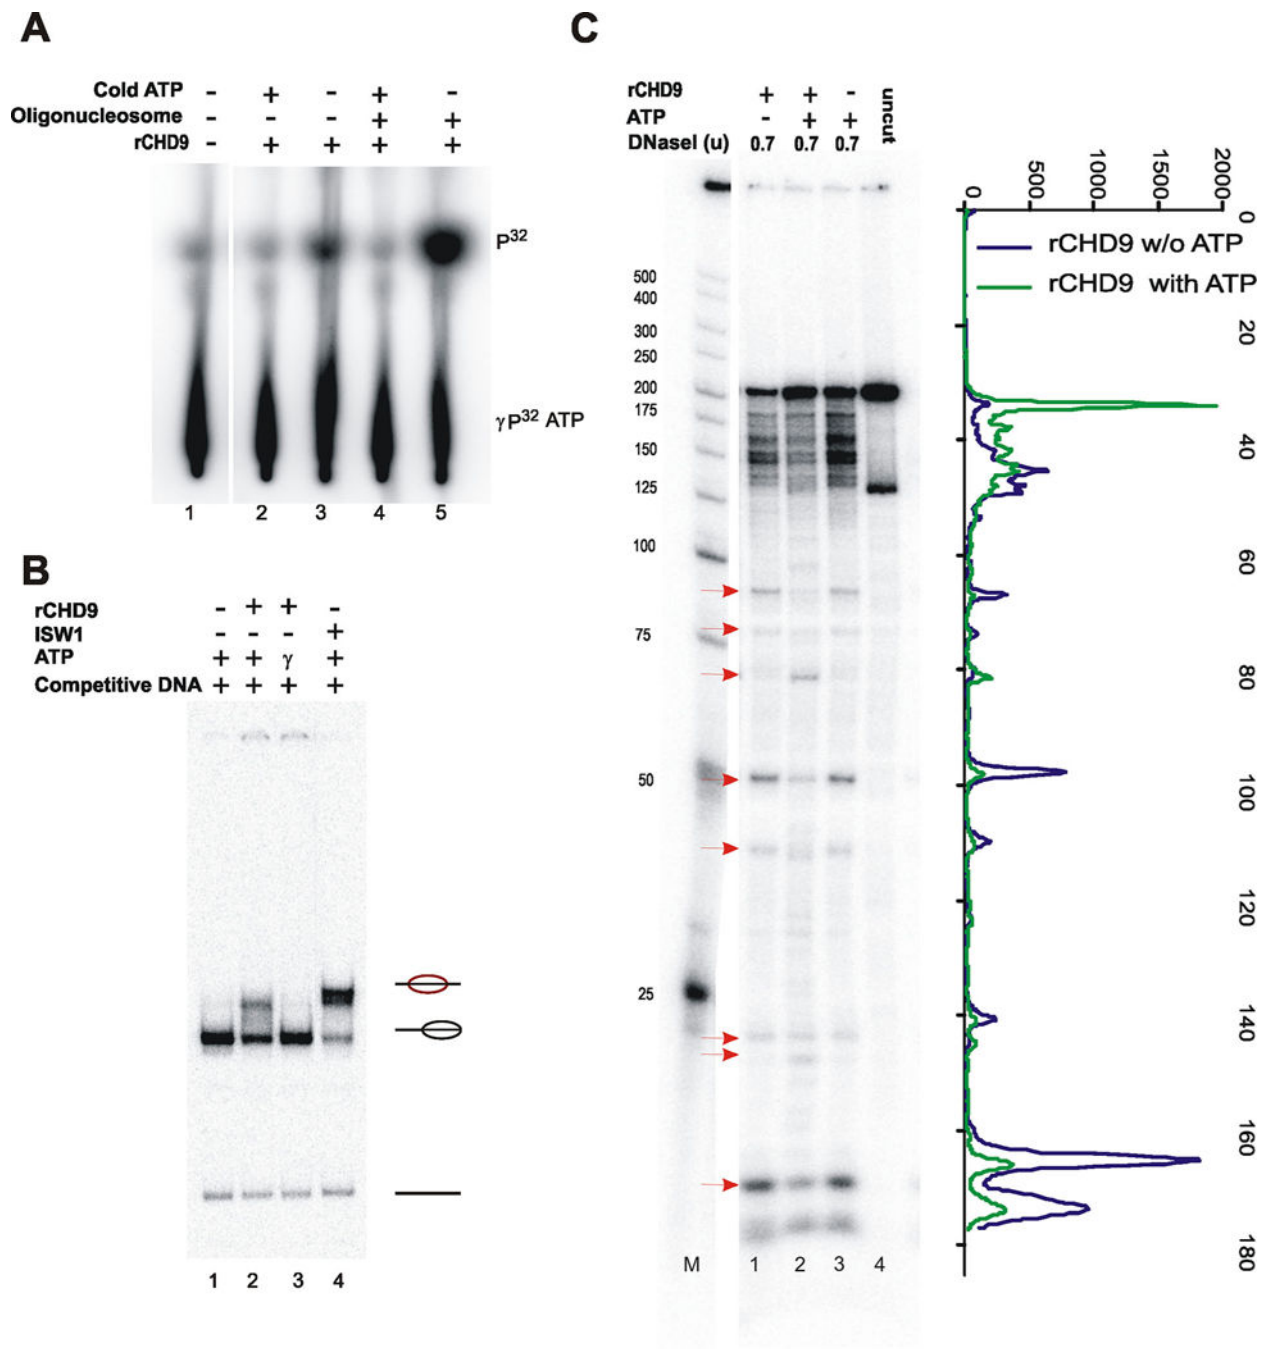 A
Cold ATP - + - + -
Oligonucleosome - - - + +
rCHD9 - + + + +
P32
γP32 ATP
1 2 3 4 5
B
rCHD9 - + + -
ISW1 - - - +
ATP + + γ +
Competitive DNA + + + +
1 2 3 4
C
rCHD9 + + -
ATP - + +
DNaseI (u) 0.7 0.7 0.7
uncut
500
400
300
250
200
175
150
125
100
75
50
25
M 1 2 3 4
0 500 1000 1500 2000
rCHD9 w/o ATP
rCHD9 with ATP
0
20
40
60
80
100
120
140
160
180